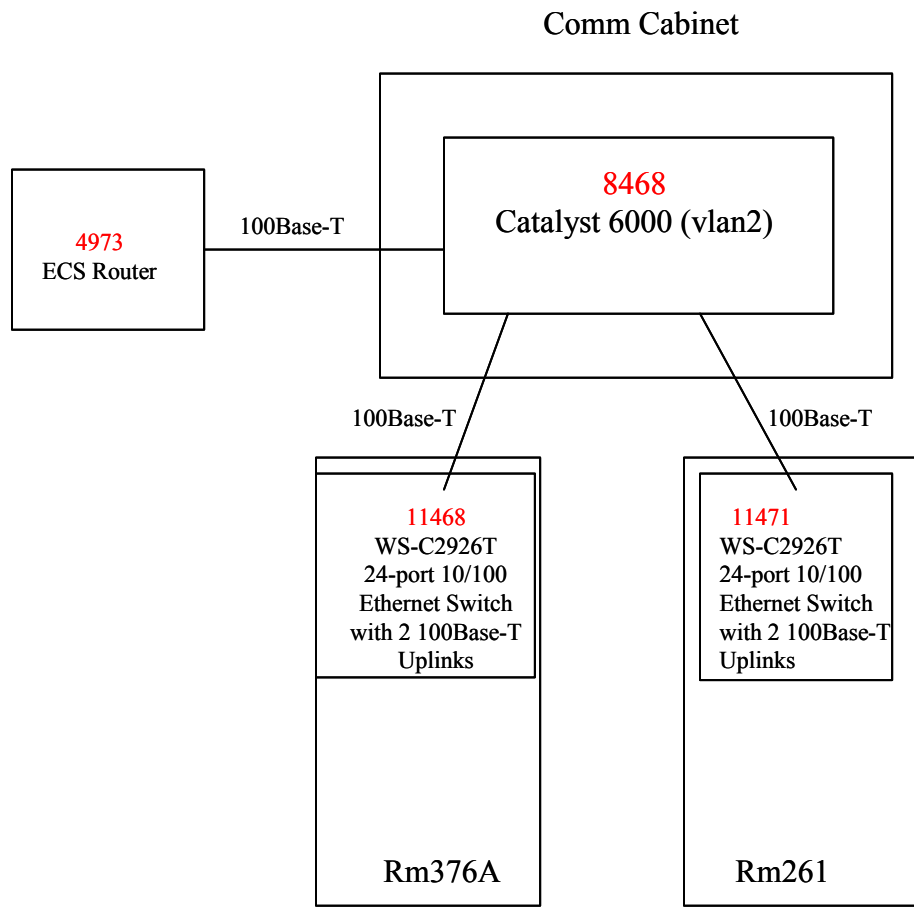 Comm Cabinet
8468
Catalyst 6000 (vlan2)
100Base-T
4973
ECS Router
100Base-T
100Base-T
11468
WS-C2926T
24-port 10/100
Ethernet Switch
with 2 100Base-T
Uplinks
11471
WS-C2926T
24-port 10/100
Ethernet Switch
with 2 100Base-T
Uplinks
Rm376A
Rm261